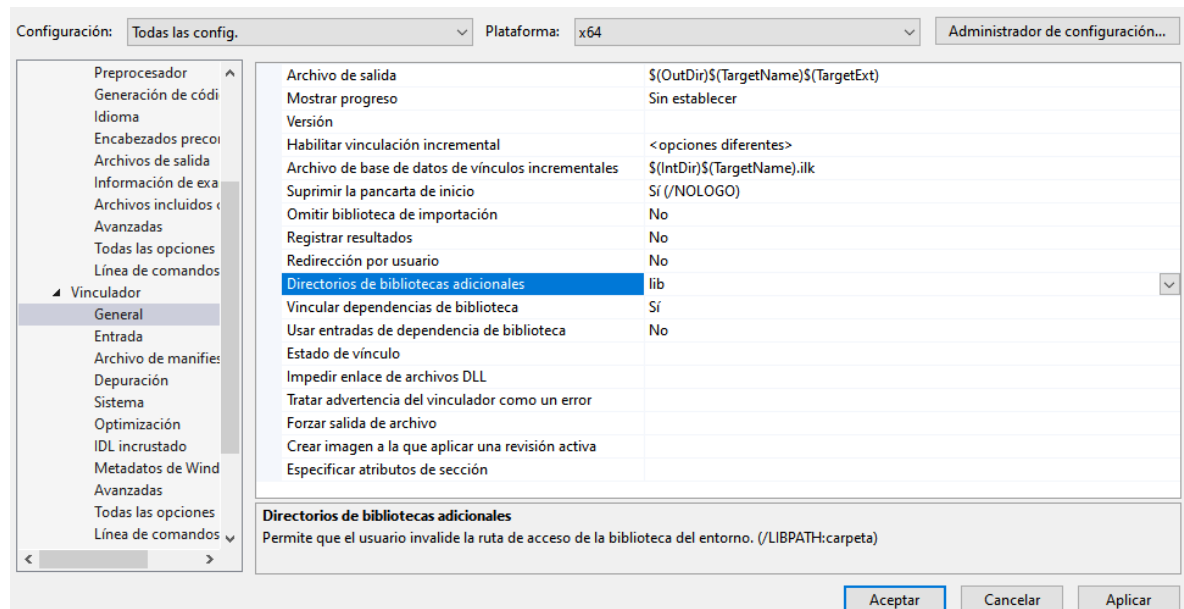 Configuración: Todas las config. Plataforma: x64 Administrador de configuración...
Preprocesador
Generación de códi
Idioma
Encabezados precor
Archivos de salida
Información de exa
Archivos incluidos
Avanzadas
Todas las opciones
Línea de comandos
Vinculador
General
Entrada
Archivo de manifies
Depuración
Sistema
Optimización
IDL incrustado
Metadatos de Wind
Avanzadas
Todas las opciones
Línea de comandos
Archivo de salida $(OutDir)$(TargetName)$(TargetExt)
Mostrar progreso Sin establecer
Versión
Habilitar vinculación incremental <opciones diferentes>
Archivo de base de datos de vínculos incrementales $(IntDir)$(TargetName).ilk
Suprimir la pancarta de inicio Sí (/NOLOGO)
Omitir biblioteca de importación No
Registrar resultados No
Redirección por usuario No
Directorios de bibliotecas adicionales lib
Vincular dependencias de biblioteca Sí
Usar entradas de dependencia de biblioteca No
Estado de vínculo
Impedir enlace de archivos DLL
Tratar advertencia del vinculador como un error
Forzar salida de archivo
Crear imagen a la que aplicar una revisión activa
Especificar atributos de sección
Directorios de bibliotecas adicionales
Permite que el usuario invalide la ruta de acceso de la biblioteca del entorno. (/LIBPATH:carpeta)
Aceptar Cancelar Aplicar